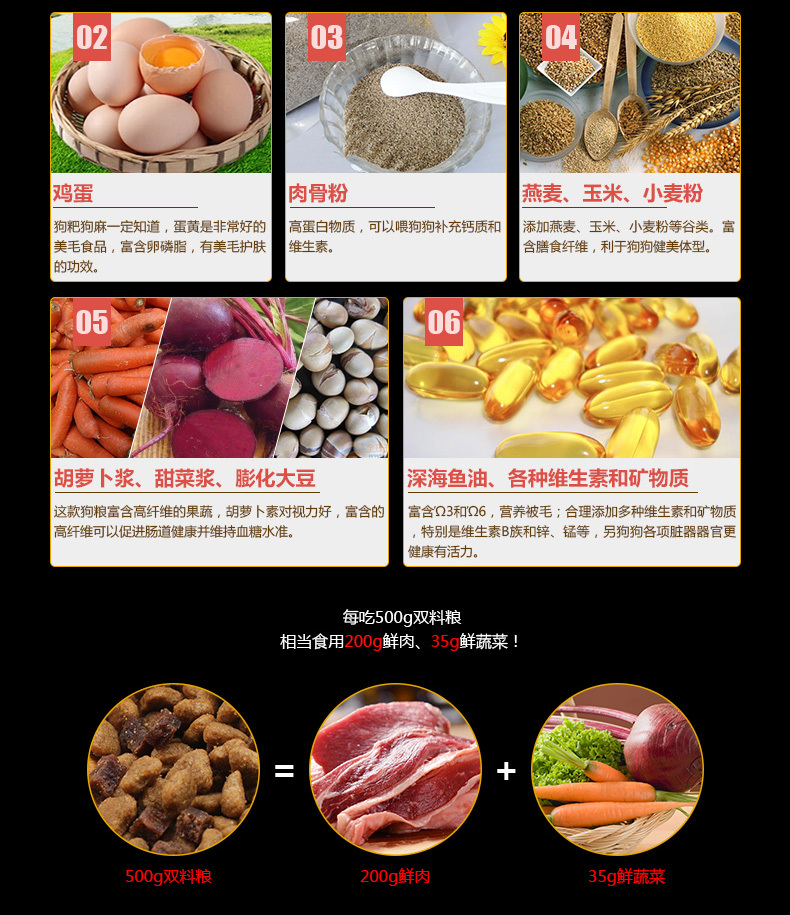 02
03
04
鸡蛋
狗粑狗麻一定知道，蛋黄是非常好的
美毛食品，富含卵磷脂，有美毛护肤
的功效。
肉骨粉
高蛋白物质，可以喂狗狗补充钙质和
维生素。
燕麦、玉米、小麦粉
添加燕麦、玉米、小麦粉等谷类。富
含膳食纤维，利于狗狗健美体型。
05
06
胡萝卜浆、甜菜浆、膨化大豆
这款狗粮富含高纤维的果蔬，胡萝卜素对视力好，富含的
高纤维可以促进肠道健康并维持血糖水准。
深海鱼油、各种维生素和矿物质
富含Ω3和Ω6，营养被毛；合理添加多种维生素和矿物质
，特别是维生素B族和锌、锰等，另狗狗各项脏器器官更
健康有活力。
每吃500g双料粮
相当食用200g鲜肉、35g鲜蔬菜！
=
+
500g双料粮
200g鲜肉
35g鲜蔬菜